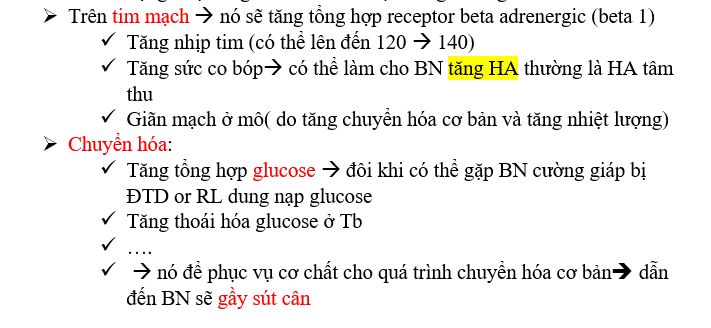 ➢ Trên tim mạch → nó sẽ tăng tổng hợp receptor beta adrenergic (beta 1)
✓ Tăng nhịp tim (có thể lên đến 120 → 140)
✓ Tăng sức co bóp→ có thể làm cho BN tăng HA thường là HA tâm
thu
✓ Giãn mạch ở mô( do tăng chuyển hóa cơ bản và tăng nhiệt lượng)
➢ Chuyển hóa:
✓ Tăng tổng hợp glucose → đôi khi có thể gặp BN cường giáp bị
ĐTD or RL dung nạp glucose
✓ Tăng thoái hóa glucose ở Tb
✓ ….
✓ → nó để phục vụ cơ chất cho quá trình chuyển hóa cơ bản→ dẫn
đến BN sẽ gầy sút cân